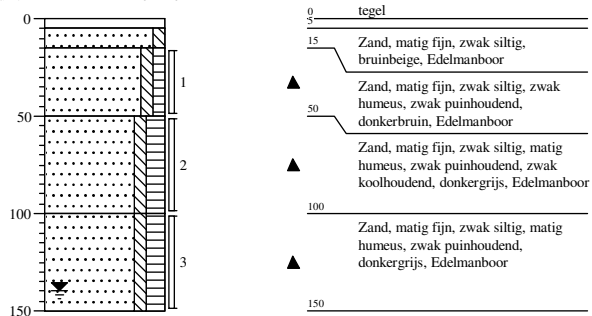 0
50
100
150
1
2
3
0
tegel
5
Zand, matig fijn, zwak siltig,
bruinbeige, Edelmanboor
15
Zand, matig fijn, zwak siltig, zwak
humeus, zwak puinhoudend,
donkerbruin, Edelmanboor
50
Zand, matig fijn, zwak siltig, matig
humeus, zwak puinhoudend, zwak
koolhoudend, donkergrijs, Edelmanboor
100
Zand, matig fijn, zwak siltig, matig
humeus, zwak puinhoudend,
donkergrijs, Edelmanboor
150